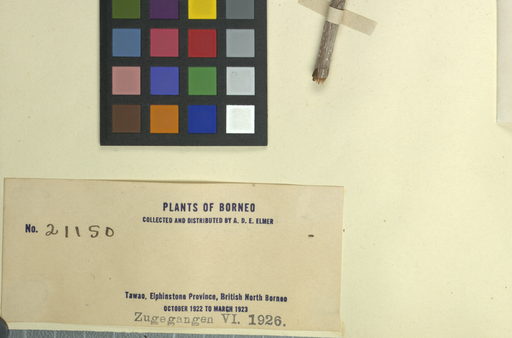 PLANTS OF BORNEO
COLLECTED AND DISTRIBUTED BY A. D. E. ELMER
No. 21150
Tawao, Elphinstone Province, British North Borneo
OCTOBER 1922 TO MARCH 1923
Zugegangen VI. 1926.